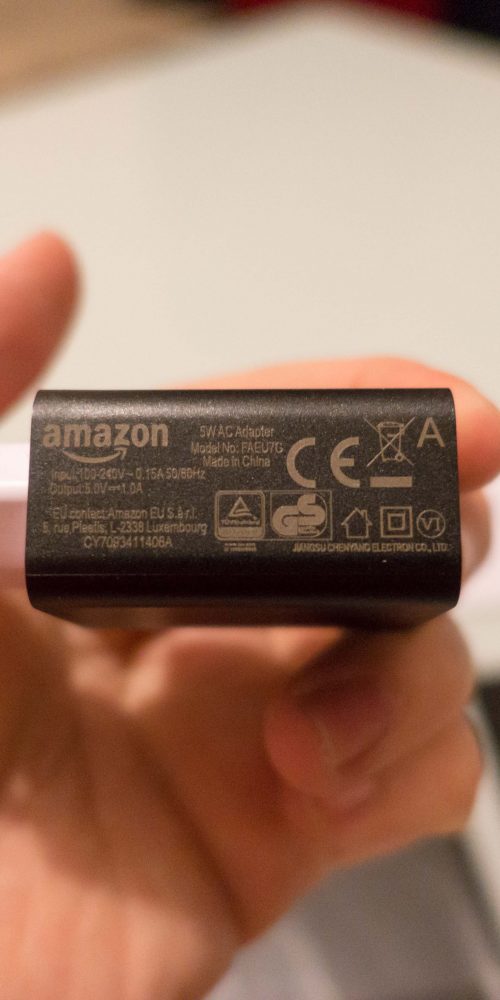 amazon
5W AC Adapter
Model No: FAEU7G
Made in China
Input:100-240V ~ 0.15A 50/60Hz
Output:5.0V⎓1.0A
EU contact:Amazon EU S.à r.l.
5, rue Plaetis, L-2338 Luxembourg
CY7093411406A
CE
A
GS
VI
JIANGSU CHENYANG ELECTRON CO., LTD.